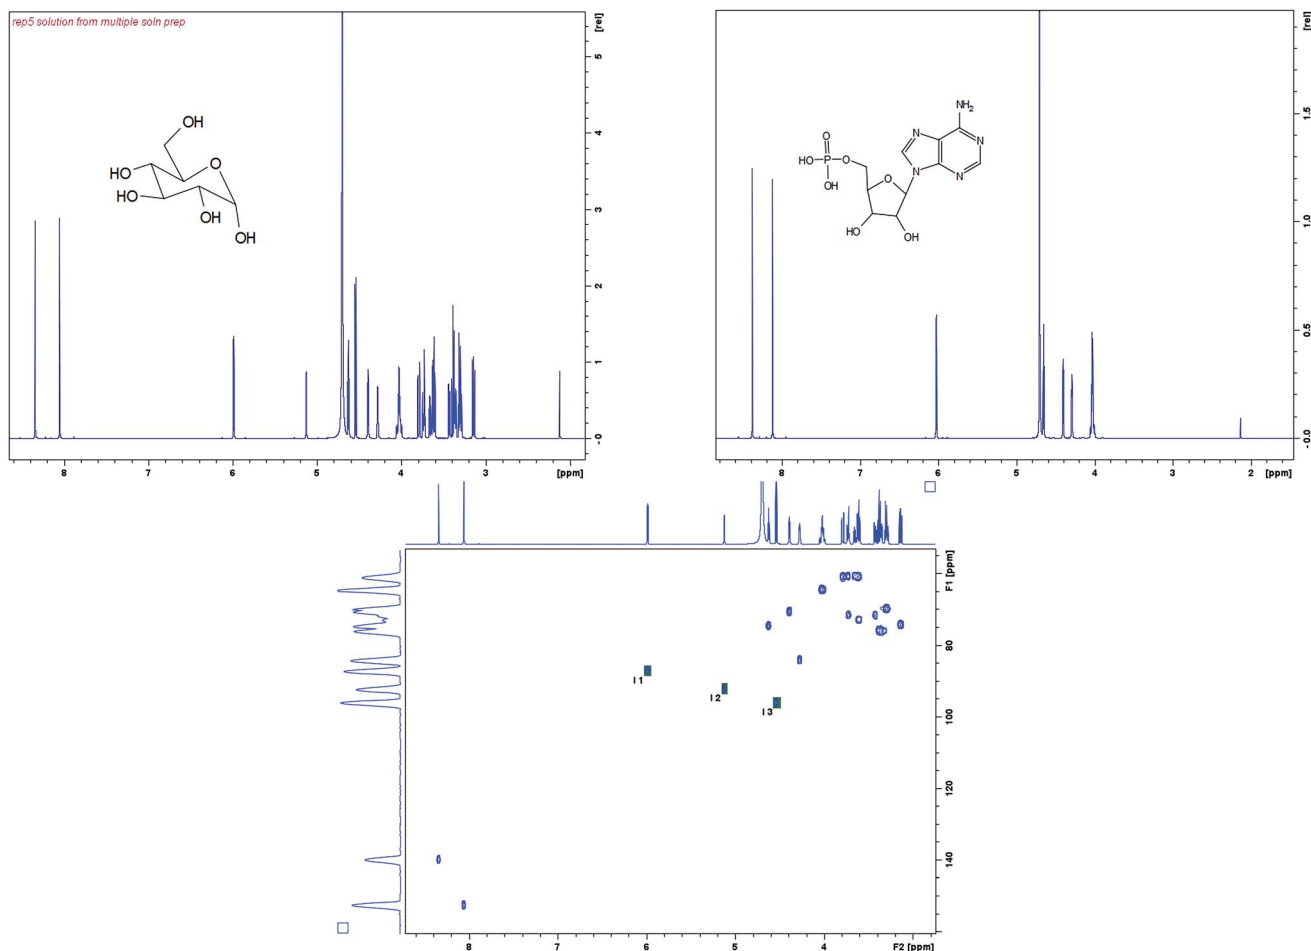 rep5 solution from multiple soln prep
[rel]
5
4
3
2
1
0
8
7
6
5
4
3
[ppm]
OH
HO
O
HO
OH
OH
[rel]
1.5
1.0
0.5
-0.0
8
7
6
5
4
3
2
[ppm]
NH2
N
N
O
HO
P
O
OH
O
N
N
HO
OH
F1 [ppm]
80
100
120
140
I1
I2
I3
8
7
6
5
4
F2 [ppm]